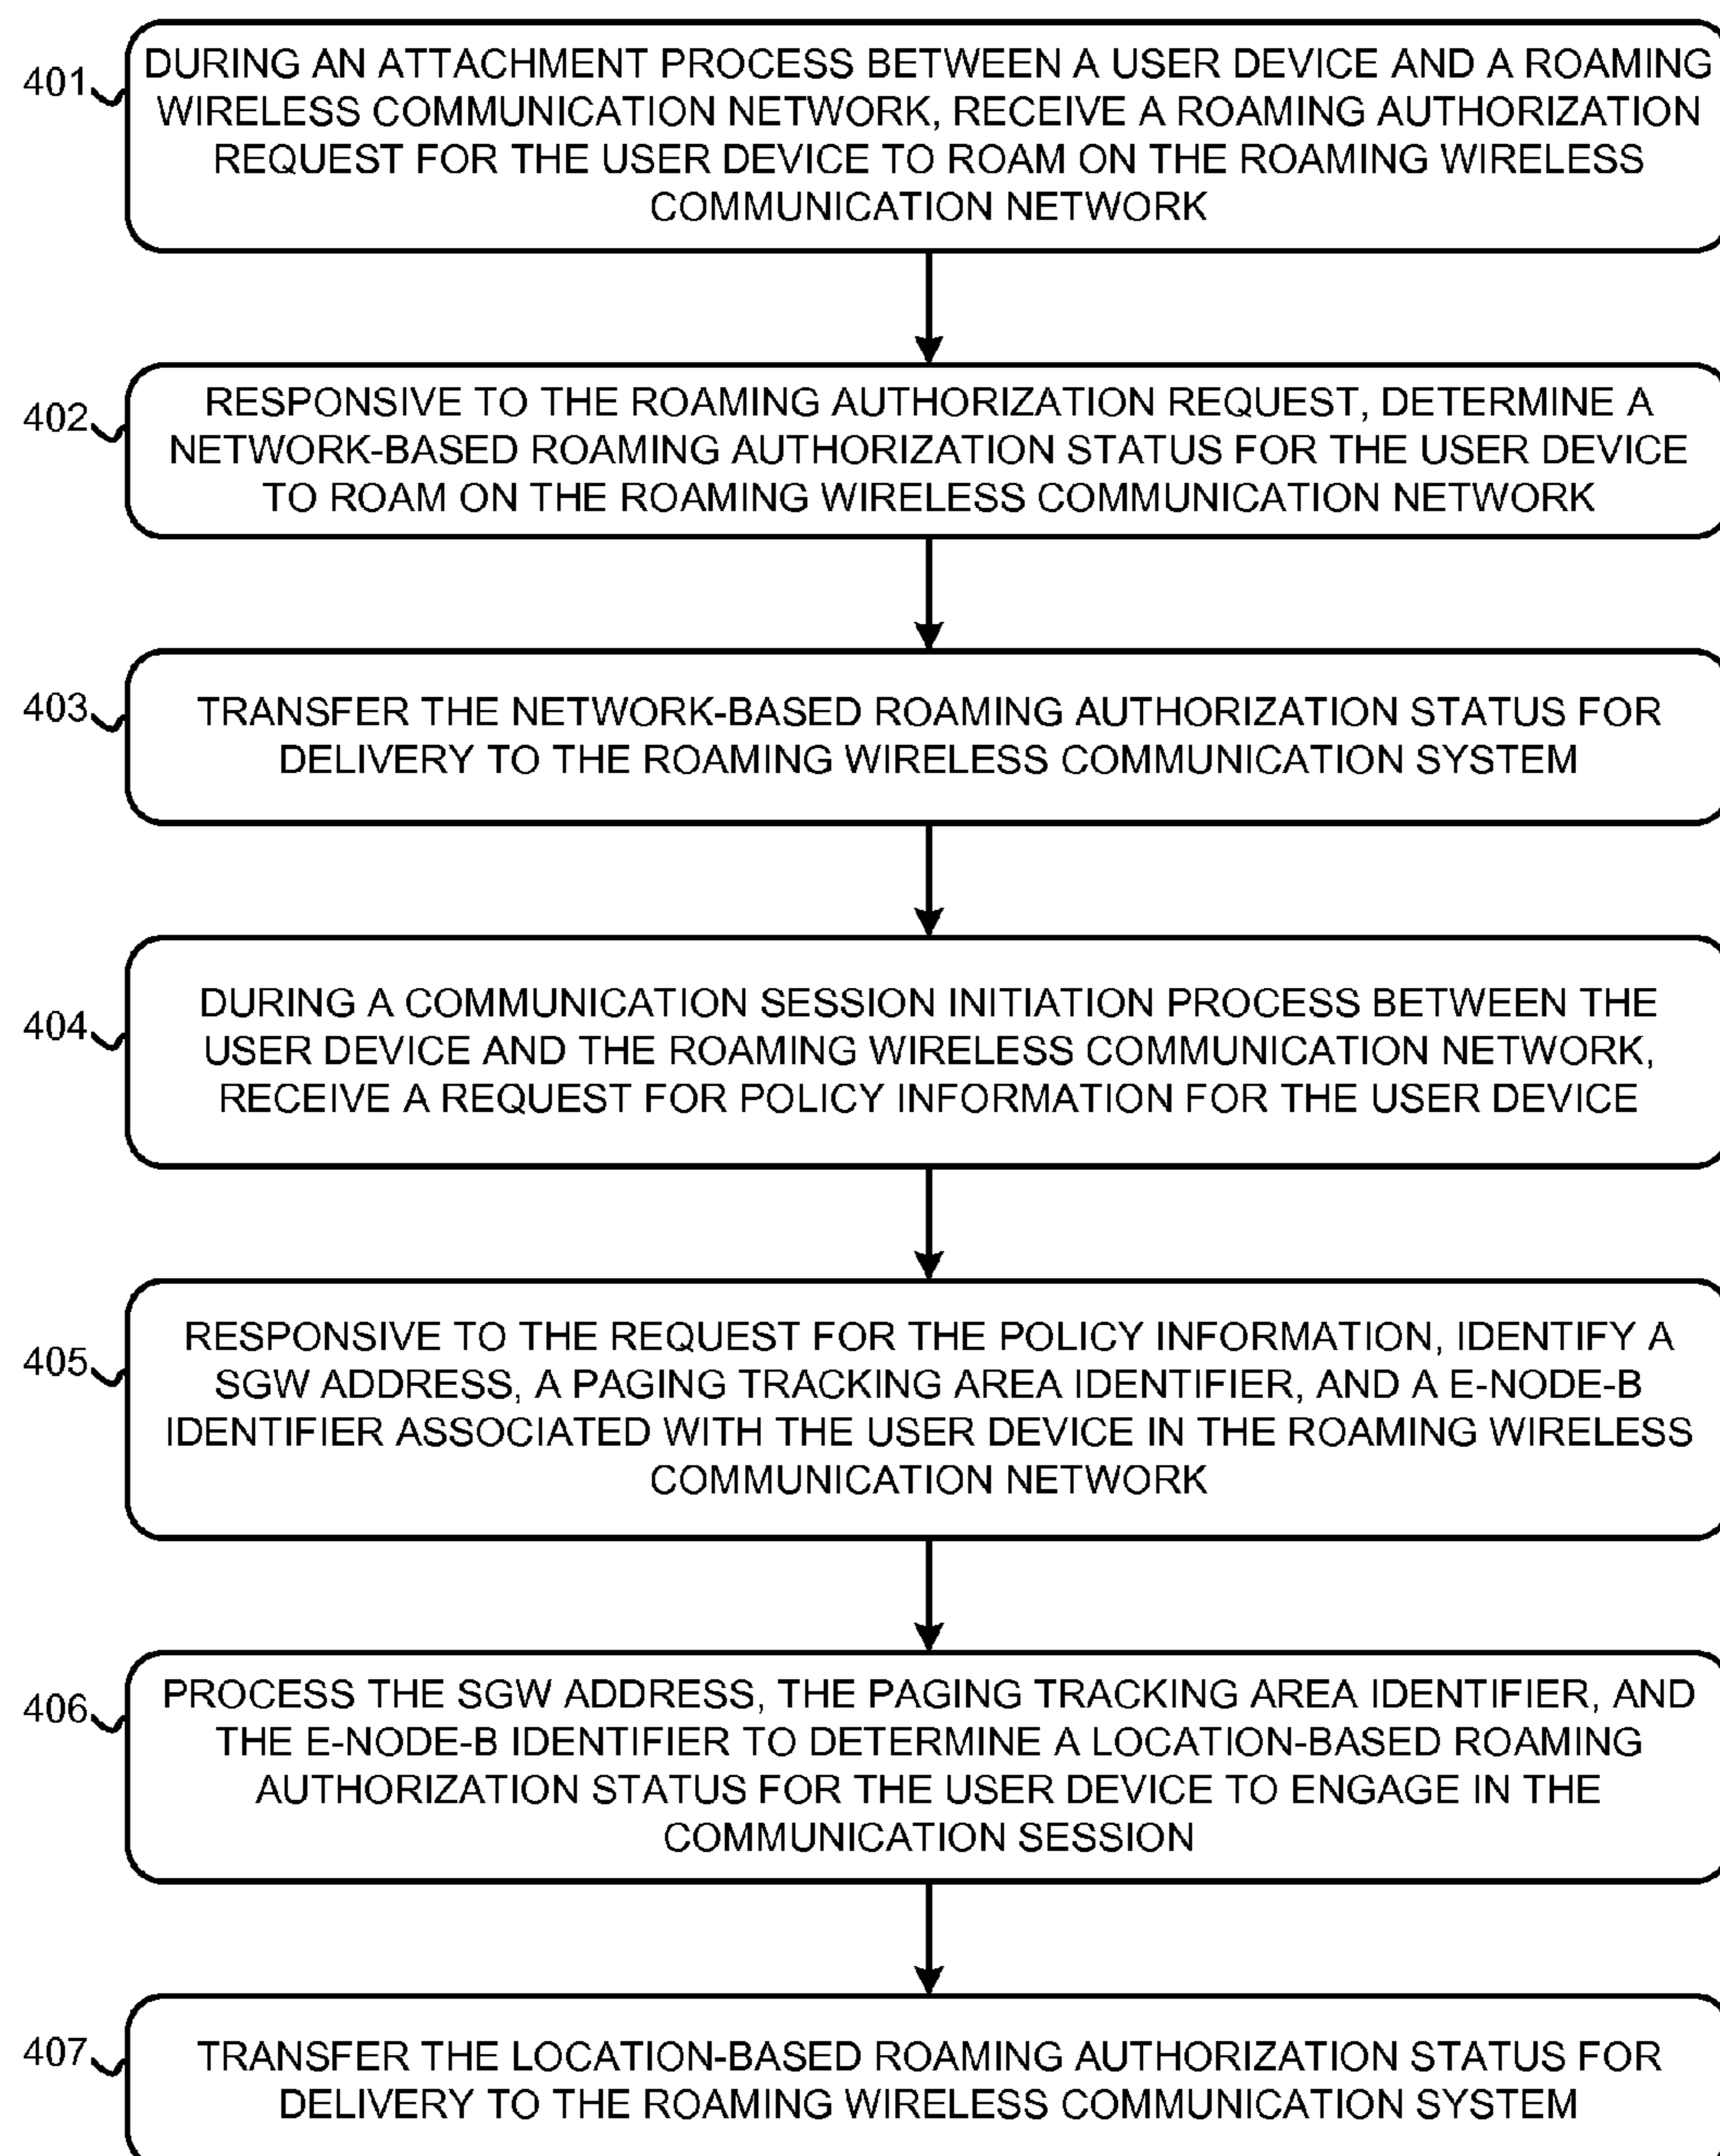 401
DURING AN ATTACHMENT PROCESS BETWEEN A USER DEVICE AND A ROAMING
WIRELESS COMMUNICATION NETWORK, RECEIVE A ROAMING AUTHORIZATION
REQUEST FOR THE USER DEVICE TO ROAM ON THE ROAMING WIRELESS
COMMUNICATION NETWORK
402
RESPONSIVE TO THE ROAMING AUTHORIZATION REQUEST, DETERMINE A
NETWORK-BASED ROAMING AUTHORIZATION STATUS FOR THE USER DEVICE
TO ROAM ON THE ROAMING WIRELESS COMMUNICATION NETWORK
403
TRANSFER THE NETWORK-BASED ROAMING AUTHORIZATION STATUS FOR
DELIVERY TO THE ROAMING WIRELESS COMMUNICATION SYSTEM
404
DURING A COMMUNICATION SESSION INITIATION PROCESS BETWEEN THE
USER DEVICE AND THE ROAMING WIRELESS COMMUNICATION NETWORK,
RECEIVE A REQUEST FOR POLICY INFORMATION FOR THE USER DEVICE
405
RESPONSIVE TO THE REQUEST FOR THE POLICY INFORMATION, IDENTIFY A
SGW ADDRESS, A PAGING TRACKING AREA IDENTIFIER, AND A E-NODE-B
IDENTIFIER ASSOCIATED WITH THE USER DEVICE IN THE ROAMING WIRELESS
COMMUNICATION NETWORK
406
PROCESS THE SGW ADDRESS, THE PAGING TRACKING AREA IDENTIFIER, AND
THE E-NODE-B IDENTIFIER TO DETERMINE A LOCATION-BASED ROAMING
AUTHORIZATION STATUS FOR THE USER DEVICE TO ENGAGE IN THE
COMMUNICATION SESSION
407
TRANSFER THE LOCATION-BASED ROAMING AUTHORIZATION STATUS FOR
DELIVERY TO THE ROAMING WIRELESS COMMUNICATION SYSTEM